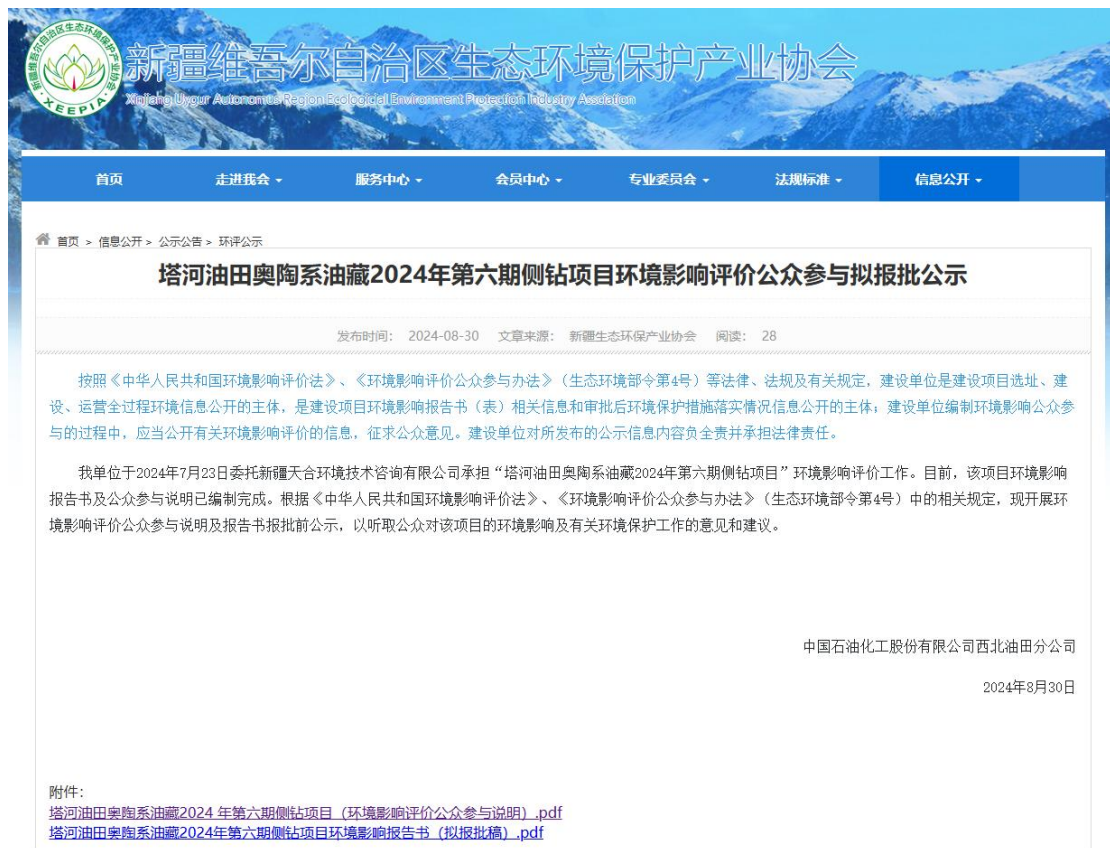 新疆维吾尔自治区生态环境保护产业协会
Xinjiang Uygur Autonomus Region Ecologicial Environment Protection Industry Association
新疆维吾尔自治区生态环境保护产业协会
XEEPIA
首页 走进我会 服务中心 会员中心 专业委员会 法规标准 信息公开
首页 > 信息公开 > 公示公告 > 环评公示
塔河油田奥陶系油藏2024年第六期侧钻项目环境影响评价公众参与拟报批公示
发布时间: 2024-08-30 文章来源: 新疆生态环保产业协会 阅读: 28
按照《中华人民共和国环境影响评价法》、《环境影响评价公众参与办法》（生态环境部令第4号）等法律、法规及有关规定，建设单位是建设项目选址、建
设、运营全过程环境信息公开的主体，是建设项目环境影响报告书（表）相关信息和审批后环境保护措施落实情况信息公开的主体；建设单位编制环境影响公众参
与的过程中，应当公开有关环境影响评价的信息，征求公众意见。建设单位对所发布的公示信息内容负全责并承担法律责任。
我单位于2024年7月23日委托新疆天合环境技术咨询有限公司承担“塔河油田奥陶系油藏2024年第六期侧钻项目”环境影响评价工作。目前，该项目环境影响
报告书及公众参与说明已编制完成。根据《中华人民共和国环境影响评价法》、《环境影响评价公众参与办法》（生态环境部令第4号）中的相关规定，现开展环
境影响评价公众参与说明及报告书报批前公示，以听取公众对该项目的环境影响及有关环境保护工作的意见和建议。
中国石油化工股份有限公司西北油田分公司
2024年8月30日
附件:
塔河油田奥陶系油藏2024 年第六期侧钻项目（环境影响评价公众参与说明）.pdf
塔河油田奥陶系油藏2024年第六期侧钻项目环境影响报告书（拟报批稿）.pdf